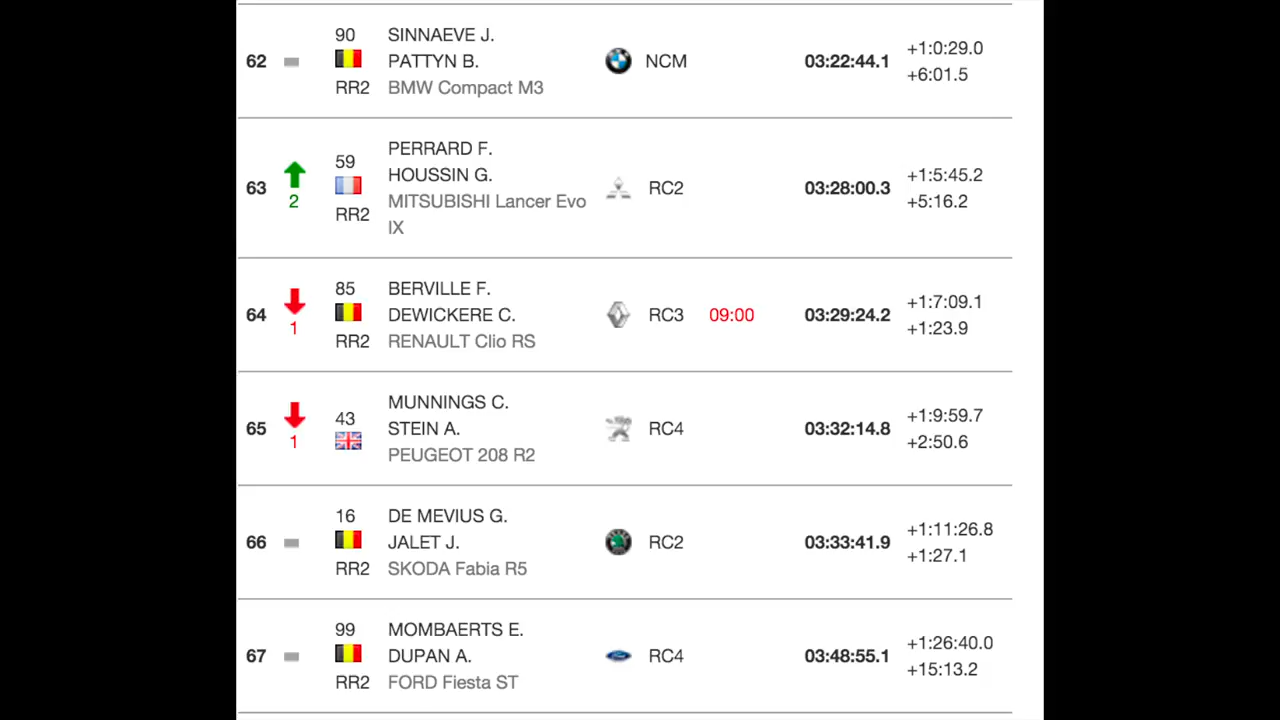 62 90 SINNAEVE J. PATTYN B. BMW Compact M3 RR2 NCM 03:22:44.1 +1:0:29.0 +6:01.5
63 2 59 RR2 PERRARD F. HOUSSIN G. MITSUBISHI Lancer Evo IX RC2 03:28:00.3 +1:5:45.2 +5:16.2
64 1 85 RR2 BERVILLE F. DEWICKERE C. RENAULT Clio RS RC3 09:00 03:29:24.2 +1:7:09.1 +1:23.9
65 1 43 MUNNINGS C. STEIN A. PEUGEOT 208 R2 RC4 03:32:14.8 +1:9:59.7 +2:50.6
66 16 RR2 DE MEVIUS G. JALET J. SKODA Fabia R5 RC2 03:33:41.9 +1:11:26.8 +1:27.1
67 99 RR2 MOMBAERTS E. DUPAN A. FORD Fiesta ST RC4 03:48:55.1 +1:26:40.0 +15:13.2